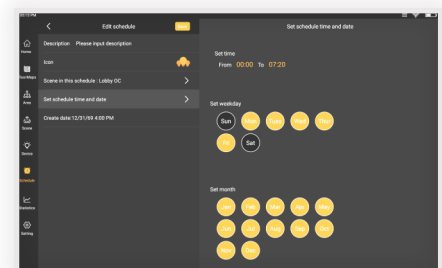 02:13 PM
Edit schedule
Set schedule time and date
Description Please input description
Home
Icon
Set time
From 00:00 To 07:20
Scene in this schedule : Lobby OC
Area
Set schedule time and date
Set weekday
Create date:12/31/69 4:00 PM
Scene
Sun Mon Tues Wed Thur
Device
Fri Sat
Schedule
Set month
Statistics
Jan Feb Mar Apr May
Setting
Jun Jul Aug Sep Oct
Nov Dec